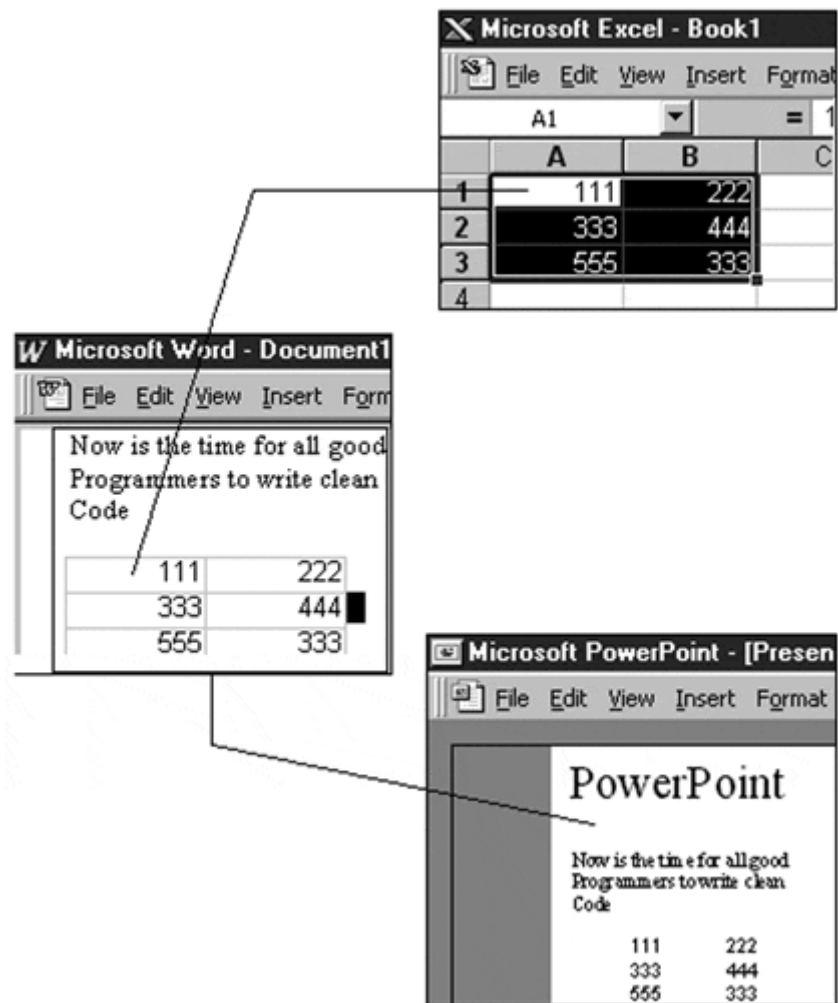 Microsoft Excel - Book1
File Edit View Insert Format
A1 = 1
A B C
1 111 222
2 333 444
3 555 333
4
W Microsoft Word - Document1
File Edit View Insert Form
Now is the time for all good
Programmers to write clean
Code
111 222
333 444
555 333
Microsoft PowerPoint - [Presen
File Edit View Insert Format
PowerPoint
Now is the time for all good
Programmers to write clean
Code
111 222
333 444
555 333